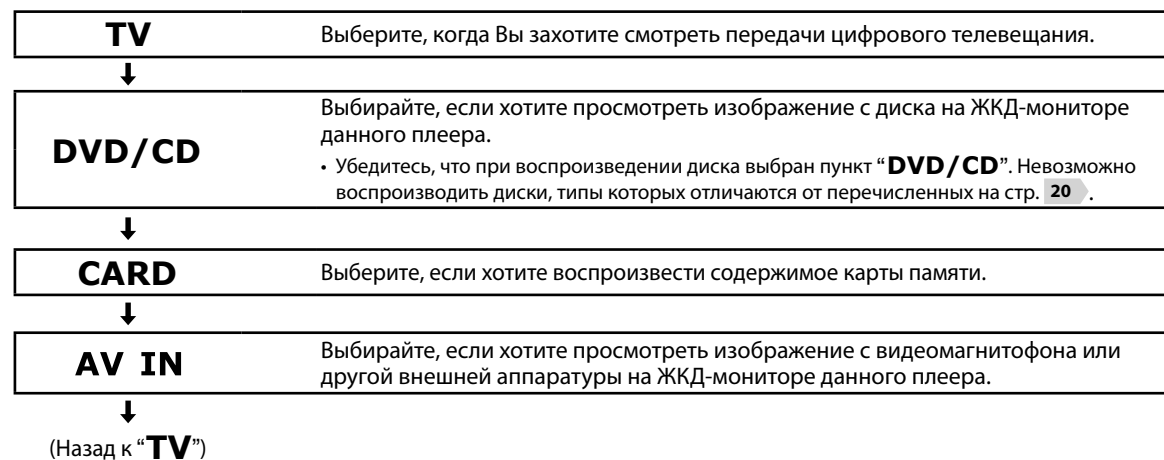 TV
Выберите, когда Вы захотите смотреть передачи цифрового телевещания.
DVD/CD
Выбирайте, если хотите просмотреть изображение с диска на ЖКД-мониторе
данного плеера.
• Убедитесь, что при воспроизведении диска выбран пункт “DVD/CD”. Невозможно
воспроизводить диски, типы которых отличаются от перечисленных на стр. 20 .
CARD
Выберите, если хотите воспроизвести содержимое карты памяти.
AV IN
Выбирайте, если хотите просмотреть изображение с видеомагнитофона или
другой внешней аппаратуры на ЖКД-мониторе данного плеера.
(Назад к “TV”)